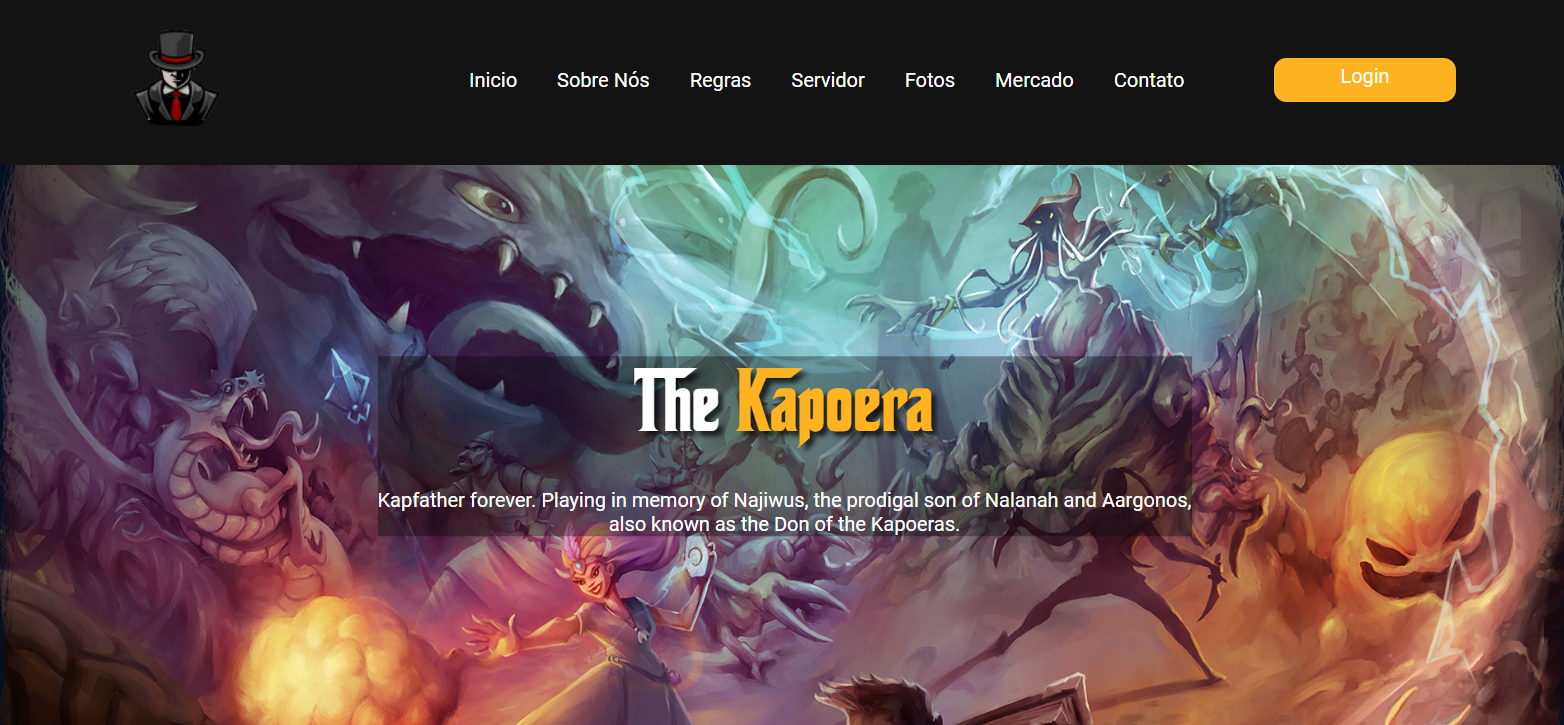 Inicio Sobre Nós Regras Servidor Fotos Mercado Contato Login
The Kapoera
Kapfather forever. Playing in memory of Najiwus, the prodigal son of Nalanah and Aargonos,
also known as the Don of the Kapoeras.